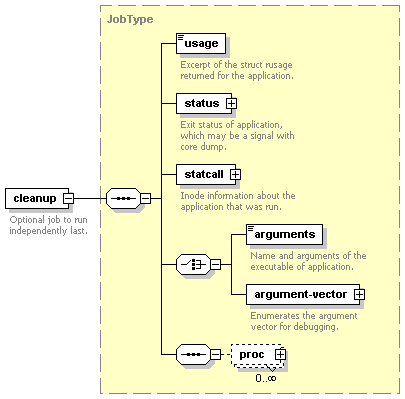 JobType
usage
Excerpt of the struct rusage
returned for the application.
status
Exit status of application,
which may be a signal with
core dump.
statcall
Inode information about the
application that was run.
cleanup
Optional job to run
independently last.
arguments
Name and arguments of the
executable of application.
argument-vector
Enumerates the argument
vector for debugging.
proc
0..∞